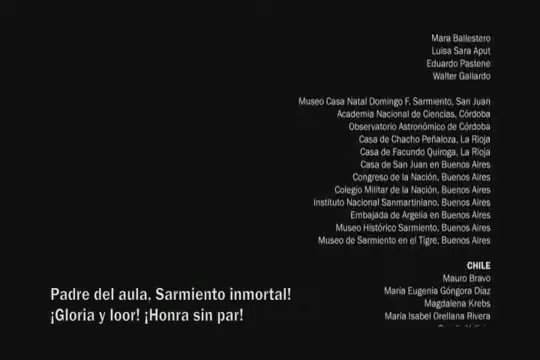 Mara Ballestero
Luisa Sara Aput
Eduardo Pastene
Walter Gallardo
Museo Casa Natal Domingo F. Sarmiento, San Juan
Academia Nacional de Ciencias, Córdoba
Observatorio Astronómico de Córdoba
Casa de Chacho Peñaloza, La Rioja
Casa de Facundo Quiroga, La Rioja
Casa de San Juan en Buenos Aires
Congreso de la Nación, Buenos Aires
Colegio Militar de la Nación, Buenos Aires
Instituto Nacional Sanmartiniano, Buenos Aires
Embajada de Argelia en Buenos Aires
Museo Histórico Sarmiento, Buenos Aires
Museo de Sarmiento en el Tigre, Buenos Aires
CHILE
Mauro Bravo
María Eugenia Góngora Díaz
Magdalena Krebs
María Isabel Orellana Rivera
Padre del aula, Sarmiento inmortal!
¡Gloria y loor! ¡Honra sin par!